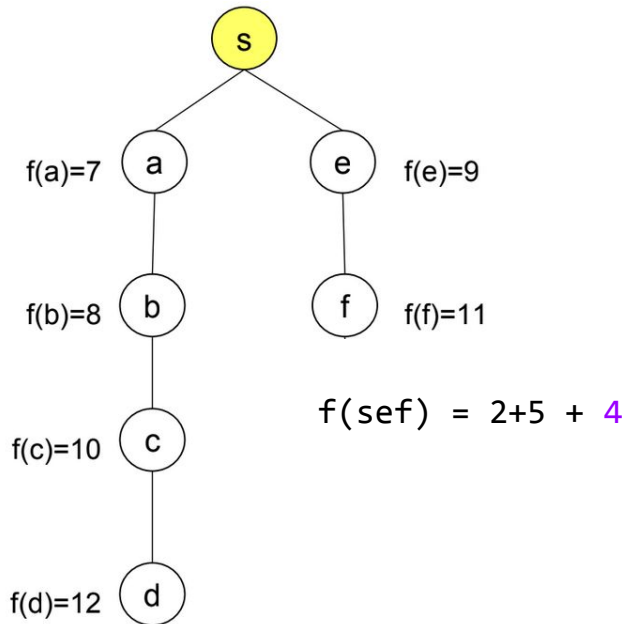 s
f(a)=7 a e f(e)=9
f(b)=8 b f f(f)=11
f(sef) = 2+5 + 4
f(c)=10 c
f(d)=12 d